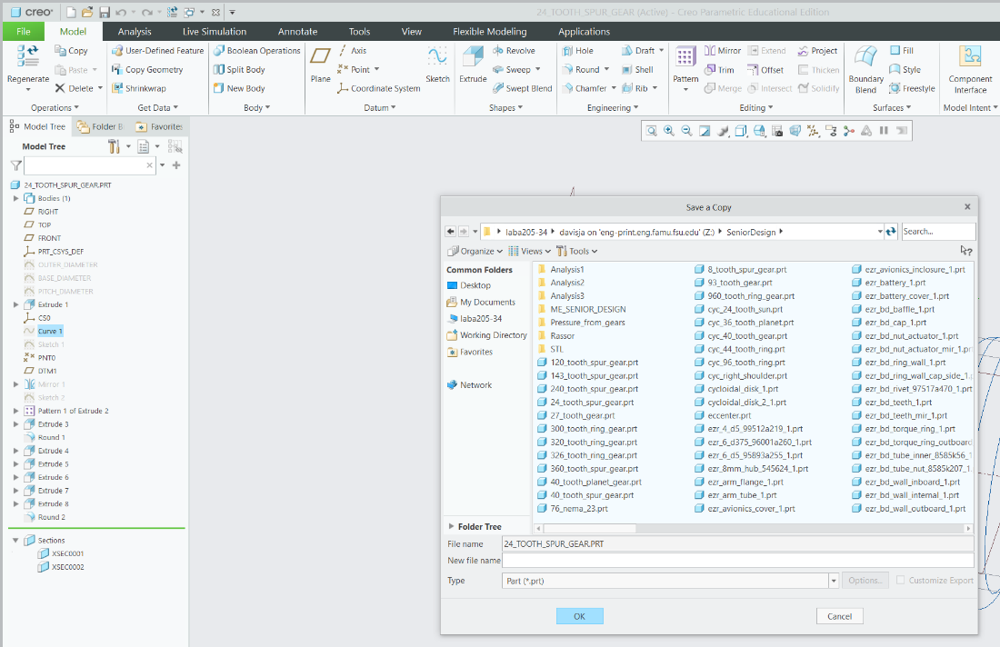 creo
24_TOOTH_SPUR_GEAR (Active) – Creo Parametric Educational Edition
File Model Analysis Live Simulation Annotate Tools View Flexible Modeling Applications
Regenerate
Copy
Paste
Delete
Operations
User-Defined Feature
Copy Geometry
Shrinkwrap
Get Data
Boolean Operations
Split Body
New Body
Body
Plane
Axis
Point
Coordinate System
Sketch
Datum
Extrude
Revolve
Sweep
Swept Blend
Shapes
Hole
Round
Chamfer
Draft
Shell
Rib
Engineering
Pattern
Mirror
Trim
Merge
Extend
Offset
Intersect
Project
Thicken
Solidify
Editing
Boundary
Blend
Fill
Style
Freestyle
Surfaces
Component
Interface
Model Intent
Model Tree Folder B Favorites
Model Tree
24_TOOTH_SPUR_GEAR.PRT
Bodies (1)
RIGHT
TOP
FRONT
PRT_CSYS_DEF
OUTER_DIAMETER
BASE_DIAMETER
PITCH_DIAMETER
Extrude 1
CS0
Curve 1
Sketch 1
PNT0
DTM1
Mirror 1
Sketch 2
Pattern 1 of Extrude 2
Extrude 3
Round 1
Extrude 4
Extrude 5
Extrude 6
Extrude 7
Extrude 8
Round 2
Sections
XSEC0001
XSEC0002
Save a Copy
laba205-34 davisja on 'eng-print.eng.famu.fsu.edu' (Z:) SeniorDesign
Search...
Organize Views Tools
Common Folders
Desktop
My Documents
laba205-34
Working Directory
Favorites
Network
Folder Tree
Analysis1
Analysis2
Analysis3
ME_SENIOR_DESIGN
Pressure_from_gears
Rassor
STL
120_tooth_spur_gear.prt
143_tooth_spur_gear.prt
240_tooth_spur_gear.prt
24_tooth_spur_gear.prt
27_tooth_gear.prt
300_tooth_ring_gear.prt
320_tooth_ring_gear.prt
326_tooth_ring_gear.prt
360_tooth_spur_gear.prt
40_tooth_planet_gear.prt
40_tooth_spur_gear.prt
76_nema_23.prt
8_tooth_spur_gear.prt
93_tooth_gear.prt
960_tooth_ring_gear.prt
cyc_24_tooth_sun.prt
cyc_36_tooth_planet.prt
cyc_40_tooth_gear.prt
cyc_44_tooth_ring.prt
cyc_96_tooth_ring.prt
cyc_right_shoulder.prt
cycloidal_disk_1.prt
cycloidal_disk_2_1.prt
eccenter.prt
ezr_4_d5_99512a219_1.prt
ezr_6_d375_96001a260_1.prt
ezr_6_d5_95893a255_1.prt
ezr_8mm_hub_545624_1.prt
ezr_arm_flange_1.prt
ezr_arm_tube_1.prt
ezr_avionics_cover_1.prt
ezr_avionics_inclosure_1.prt
ezr_battery_1.prt
ezr_battery_cover_1.prt
ezr_bd_baffle_1.prt
ezr_bd_cap_1.prt
ezr_bd_nut_actuator_1.prt
ezr_bd_nut_actuator_mir_1.prt
ezr_bd_ring_wall_1.prt
ezr_bd_ring_wall_cap_side_1.prt
ezr_bd_rivet_97517a470_1.prt
ezr_bd_teeth_1.prt
ezr_bd_teeth_mir_1.prt
ezr_bd_torque_ring_1.prt
ezr_bd_torque_ring_outboard
ezr_bd_tube_inner_8585k56_1.
ezr_bd_tube_nut_8585k207_1.
ezr_bd_wall_inboard_1.prt
ezr_bd_wall_internal_1.prt
ezr_bd_wall_outboard_1.prt
File name 24_TOOTH_SPUR_GEAR.PRT
New file name
Type Part (*.prt) Options... Customize Export
OK Cancel